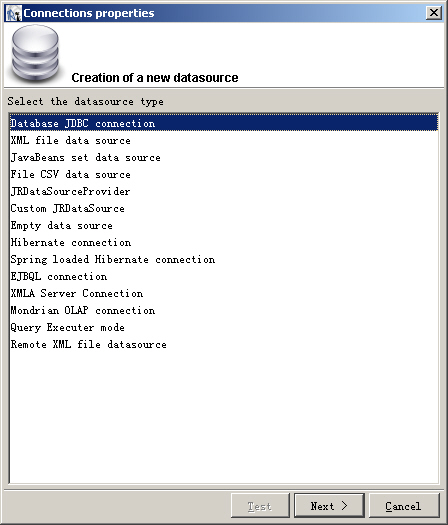 Connections properties
Creation of a new datasource
Select the datasource type
Database JDBC connection
XML file data source
JavaBeans set data source
File CSV data source
JRDataSourceProvider
Custom JRDataSource
Empty data source
Hibernate connection
Spring loaded Hibernate connection
EJBQL connection
XMLA Server Connection
Mondrian OLAP connection
Query Executer mode
Remote XML file datasource
Test Next > Cancel